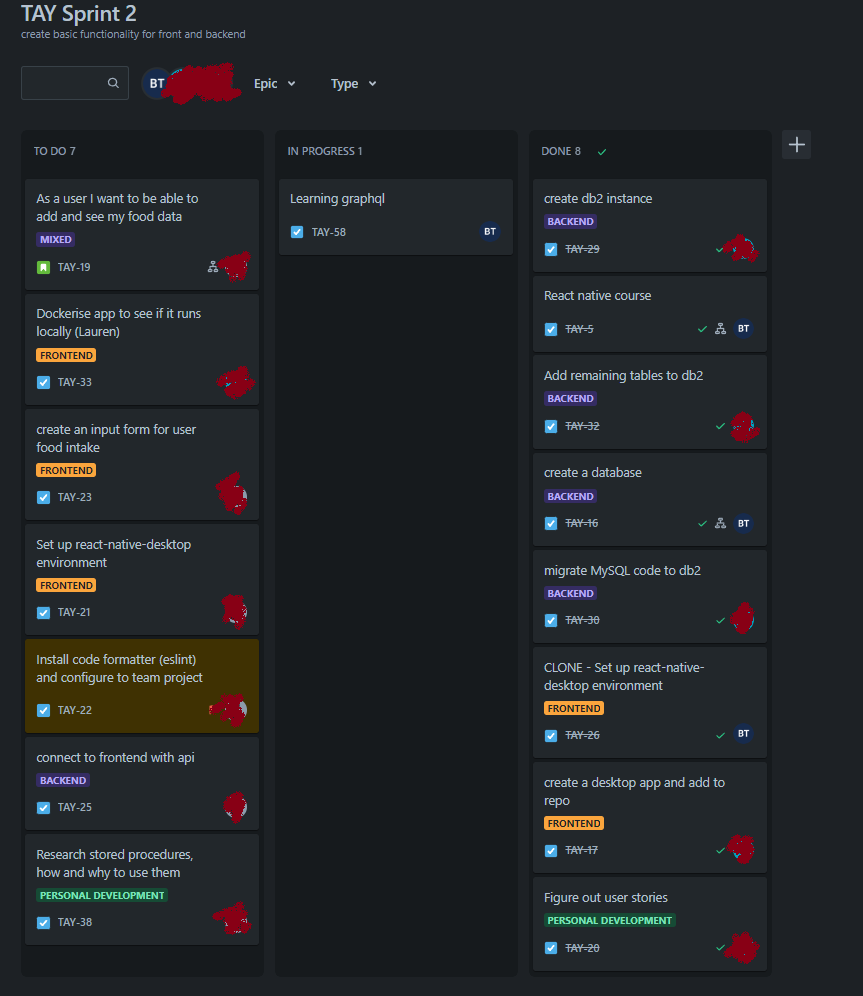 TAY Sprint 2
create basic functionality for front and backend
BT
Epic
Type
TO DO 7
As a user I want to be able to
add and see my food data
MIXED
TAY-19
Dockerise app to see if it runs
locally (Lauren)
FRONTEND
TAY-33
create an input form for user
food intake
FRONTEND
TAY-23
Set up react-native-desktop
environment
FRONTEND
TAY-21
Install code formatter (eslint)
and configure to team project
TAY-22
connect to frontend with api
BACKEND
TAY-25
Research stored procedures,
how and why to use them
PERSONAL DEVELOPMENT
TAY-38
IN PROGRESS 1
Learning graphql
TAY-58
BT
DONE 8
create db2 instance
BACKEND
TAY-29
React native course
TAY-5
BT
Add remaining tables to db2
BACKEND
TAY-32
create a database
BACKEND
TAY-16
BT
migrate MySQL code to db2
BACKEND
TAY-30
CLONE - Set up react-native-
desktop environment
FRONTEND
TAY-26
BT
create a desktop app and add to
repo
FRONTEND
TAY-17
Figure out user stories
PERSONAL DEVELOPMENT
TAY-20